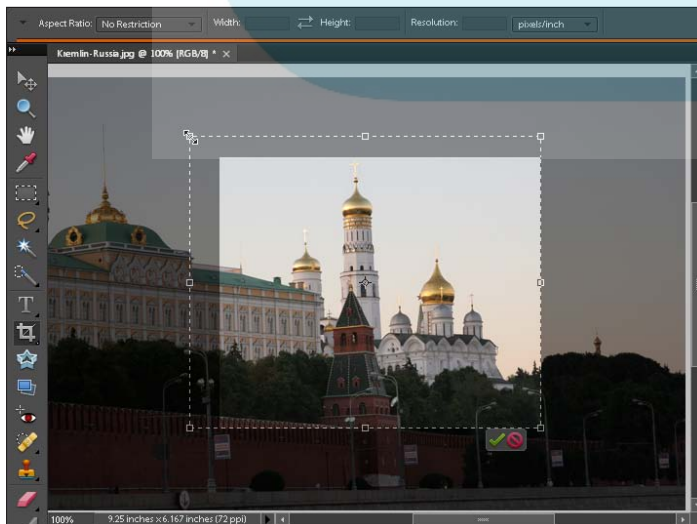 Aspect Ratio: No Restriction Width: Height: Resolution: pixels/inch
Kremlin-Russia.jpg @ 100% (RGB/8) * ×
T
100% 9.25 inches x 6.167 inches (72 ppi)